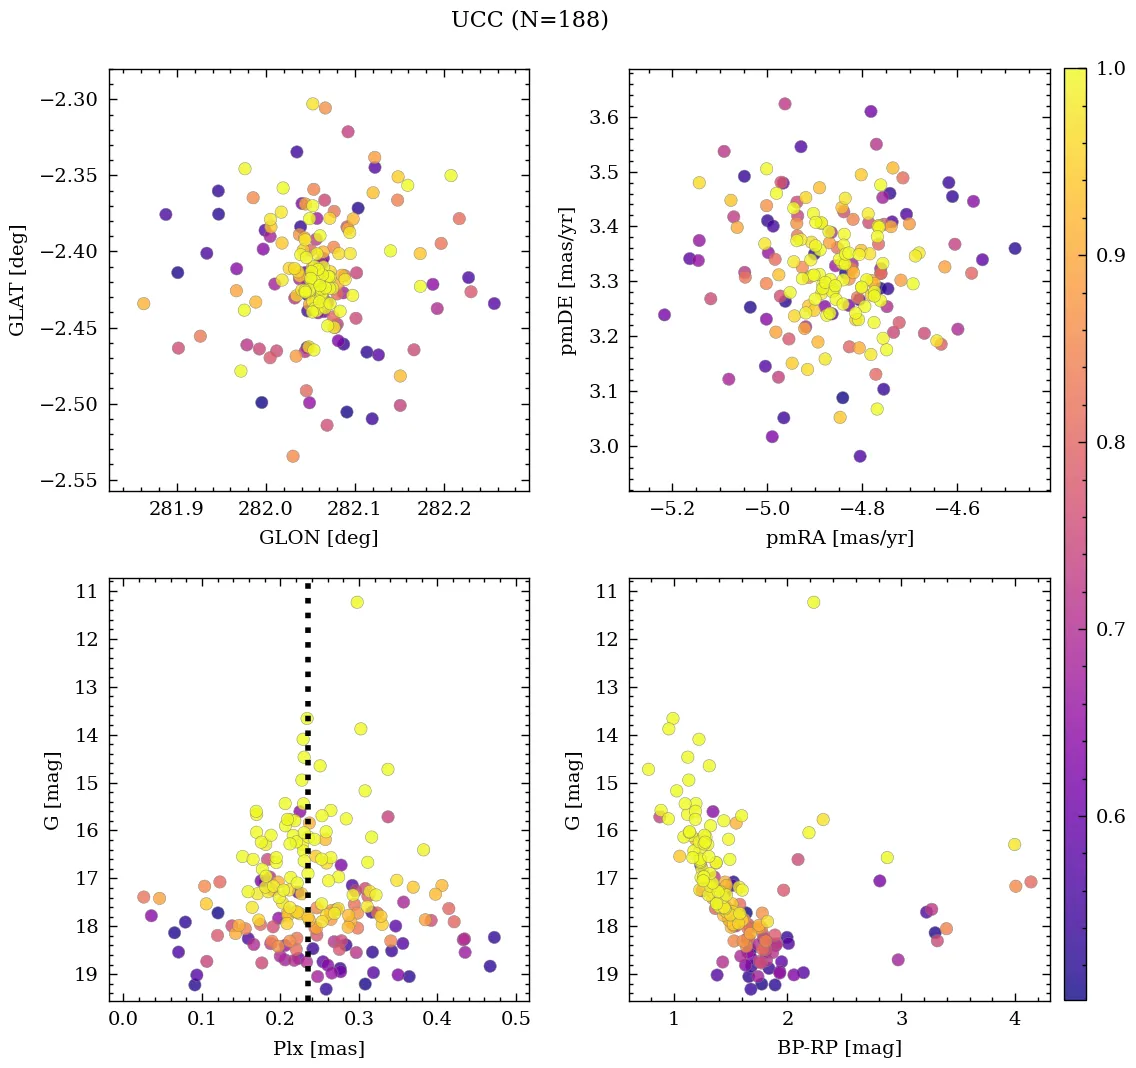 UCC (N=188)
−2.30
−2.35
−2.40
−2.45
−2.50
−2.55
GLAT [deg]
281.9 282.0 282.1 282.2
GLON [deg]
3.6
3.5
3.4
3.3
3.2
3.1
3.0
pmDE [mas/yr]
−5.2 −5.0 −4.8 −4.6
pmRA [mas/yr]
1.0
0.9
0.8
0.7
0.6
11
12
13
14
15
16
17
18
19
G [mag]
0.0 0.1 0.2 0.3 0.4 0.5
Plx [mas]
11
12
13
14
15
16
17
18
19
G [mag]
1 2 3 4
BP-RP [mag]